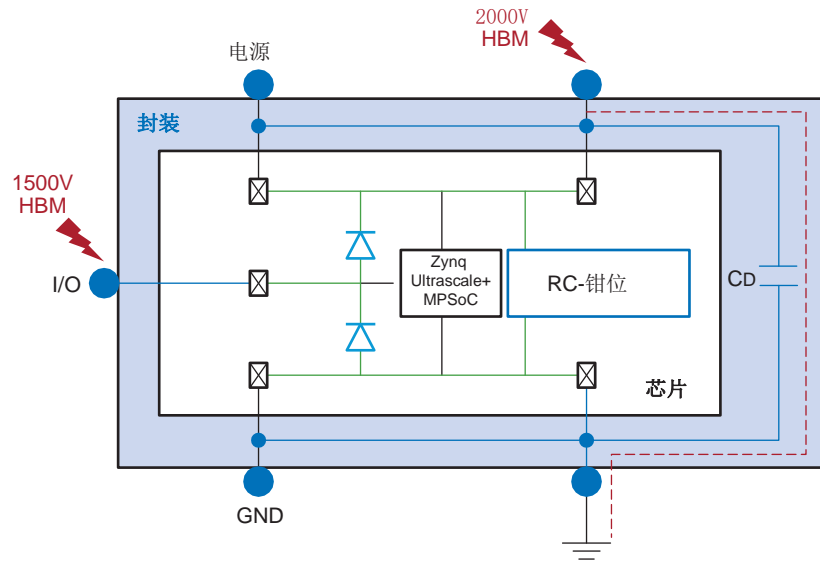 2000V
HBM
电源
封装
1500V
HBM
I/O
Zynq
Ultrascale+
MPSoC
RC-钳位
CD
芯片
GND